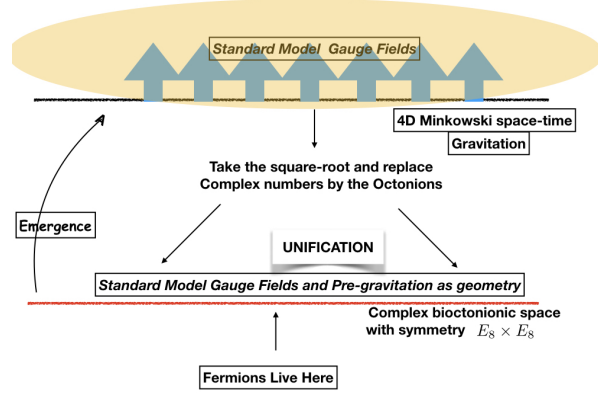 Standard Model Gauge Fields
4D Minkowski space-time
Gravitation
Take the square-root and replace
Complex numbers by the Octonions
Emergence
UNIFICATION
Standard Model Gauge Fields and Pre-gravitation as geometry
Complex bioctonionic space
with symmetry E₈ × E₈
Fermions Live Here